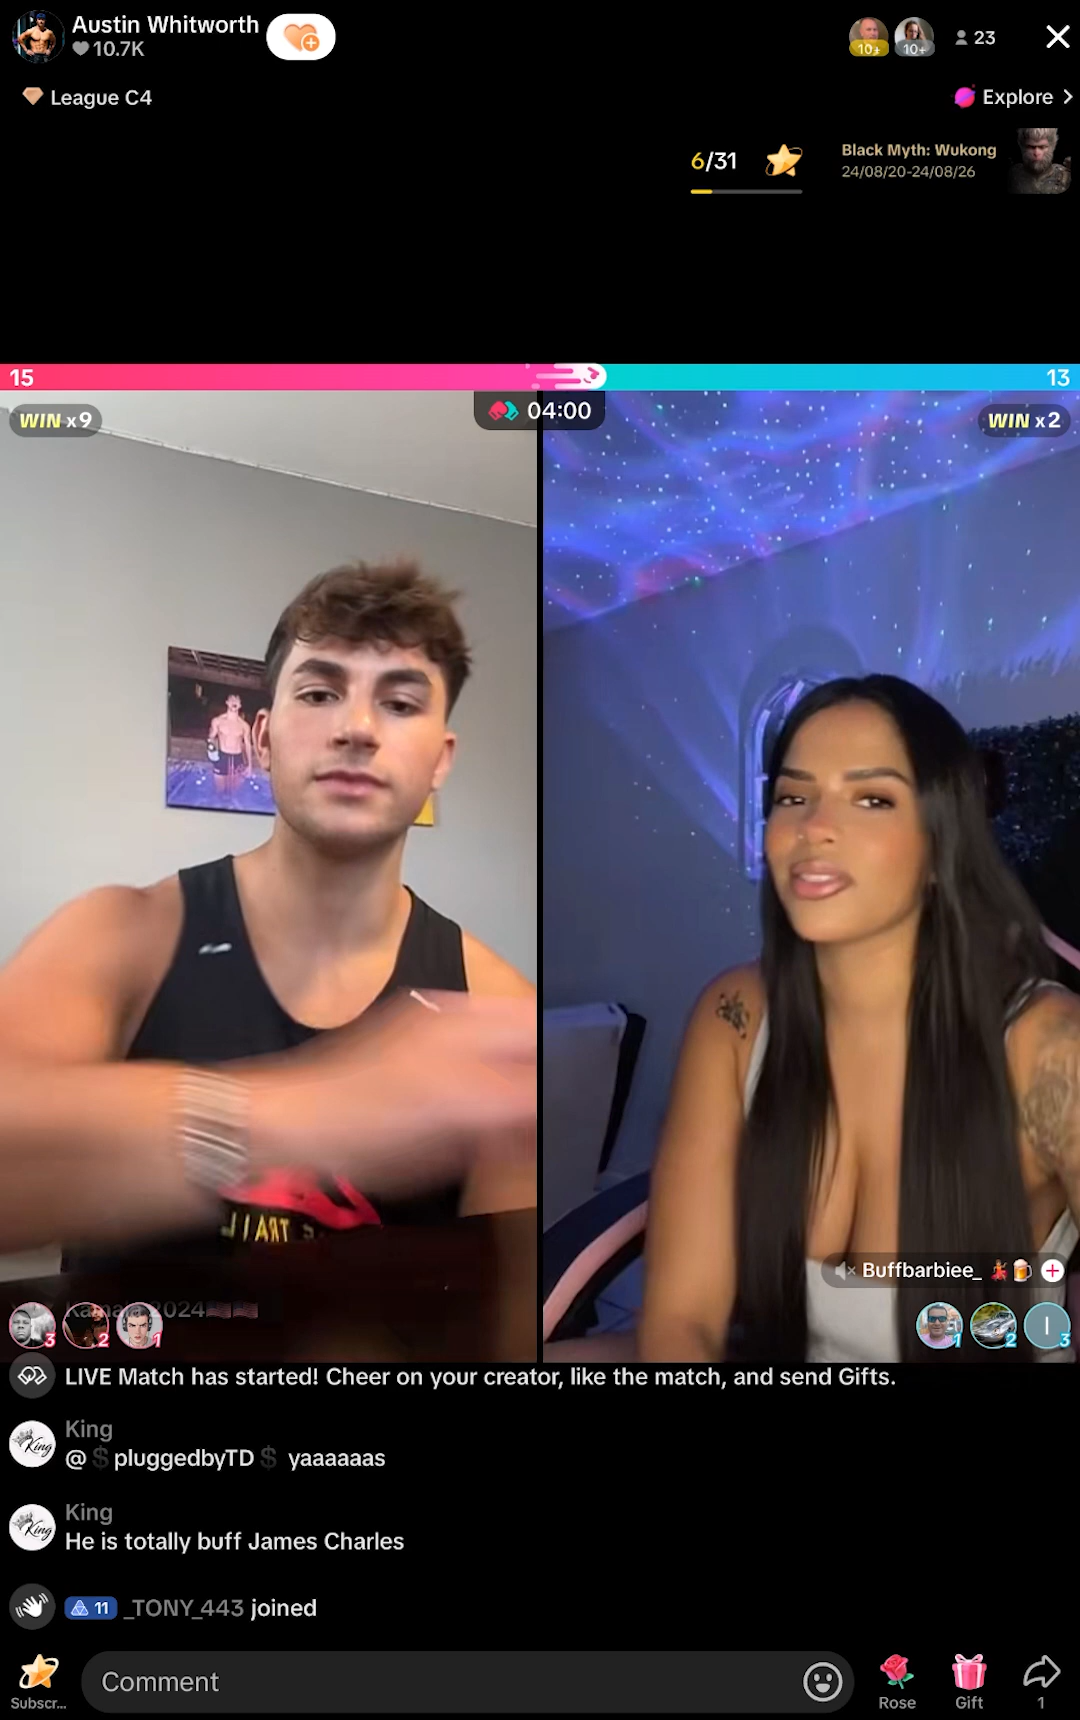 Austin Whitworth
10.7K
10+
10+
23
League C4
Explore >
6/31
Black Myth: Wukong
24/08/20-24/08/26
15
13
WIN x9
04:00
WIN x2
Buffbarbiee_
2024
3
2
1
1
2
I
3
LIVE Match has started! Cheer on your creator, like the match, and send Gifts.
King
King
@💲pluggedbyTD💲 yaaaaaas
King
King
He is totally buff James Charles
11 _TONY_443 joined
Comment
Subscr...
Rose
Gift
1